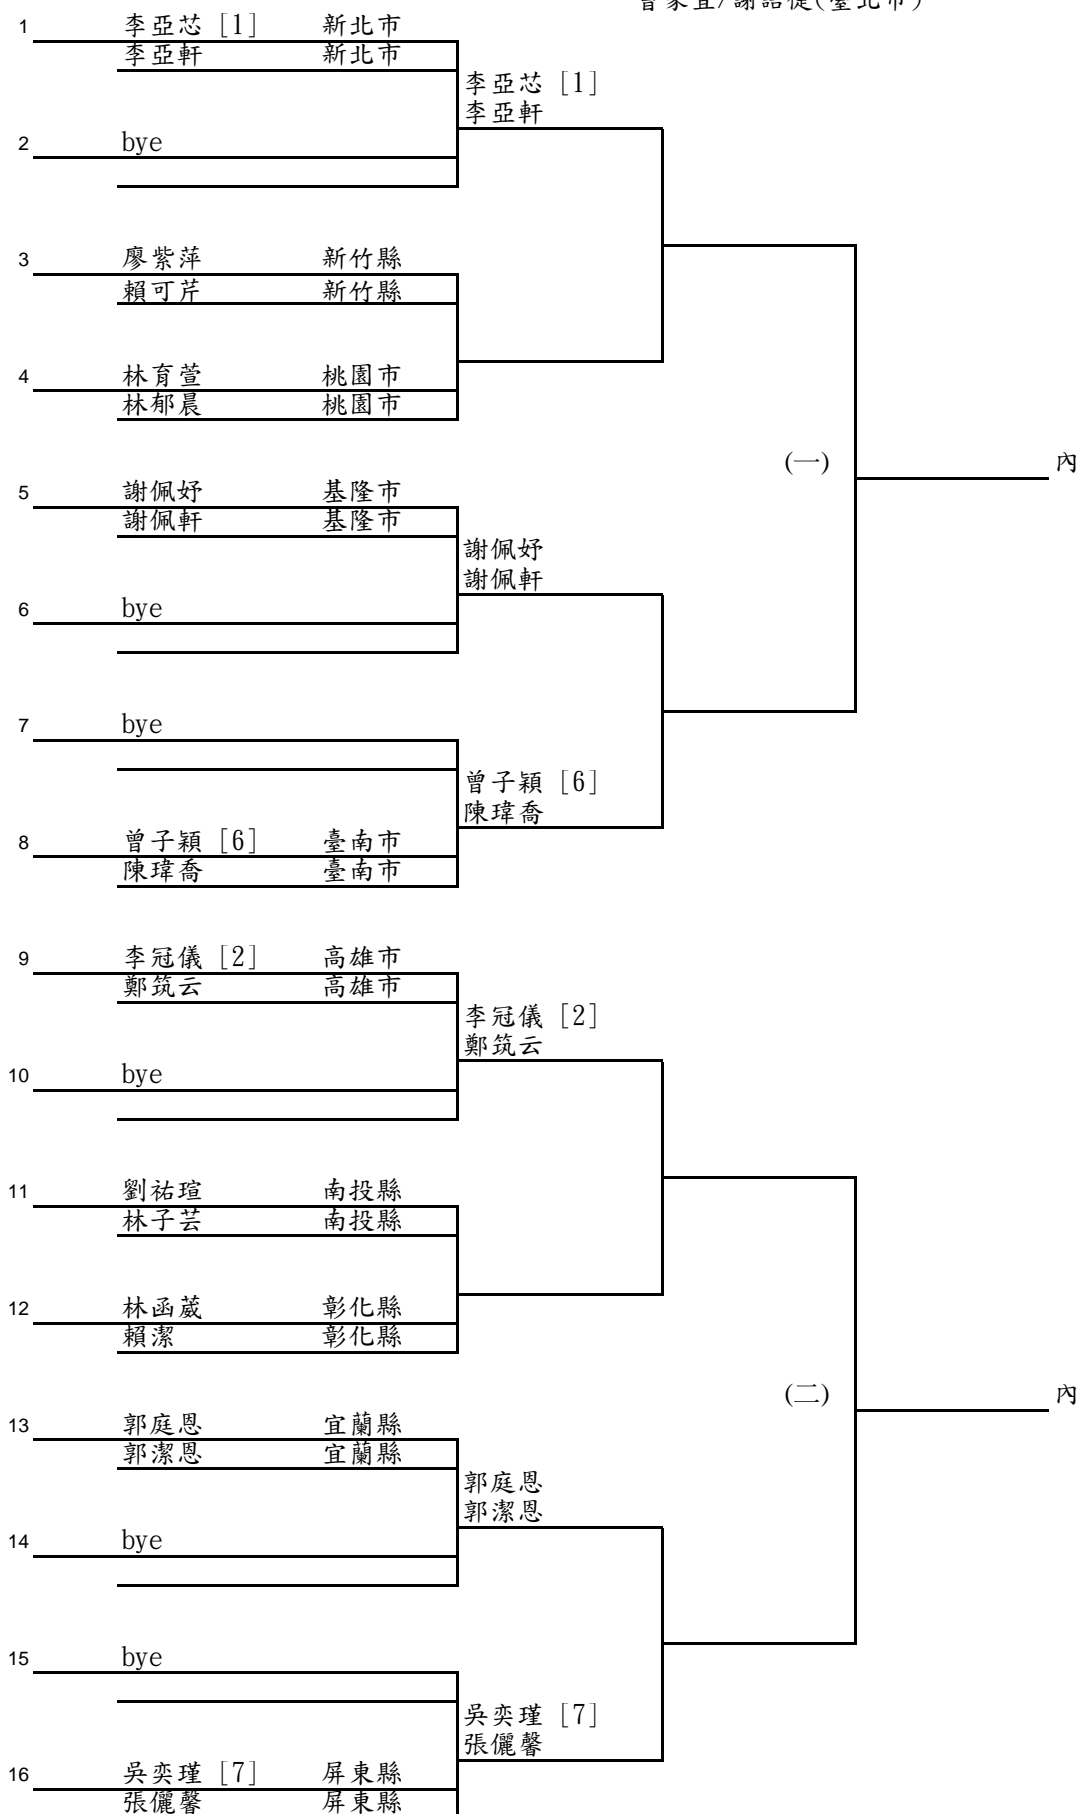 1 李亞芯 [1] 新北市
李亞軒 新北市
李亞芯 [1]
李亞軒
2 bye
3 廖紫萍 新竹縣
賴可芹 新竹縣
4 林育萱 桃園市
林郁晨 桃園市
(一) 內
5 謝佩妤 基隆市
謝佩軒 基隆市
謝佩妤
謝佩軒
6 bye
7 bye
曾子穎 [6]
陳瑋喬
8 曾子穎 [6] 臺南市
陳瑋喬 臺南市
9 李冠儀 [2] 高雄市
鄭筑云 高雄市
李冠儀 [2]
鄭筑云
10 bye
11 劉祐瑄 南投縣
林子芸 南投縣
12 林函葳 彰化縣
賴潔 彰化縣
(二) 內
13 郭庭恩 宜蘭縣
郭潔恩 宜蘭縣
郭庭恩
郭潔恩
14 bye
15 bye
吳奕瑾 [7]
張儷馨
16 吳奕瑾 [7] 屏東縣
張儷馨 屏東縣